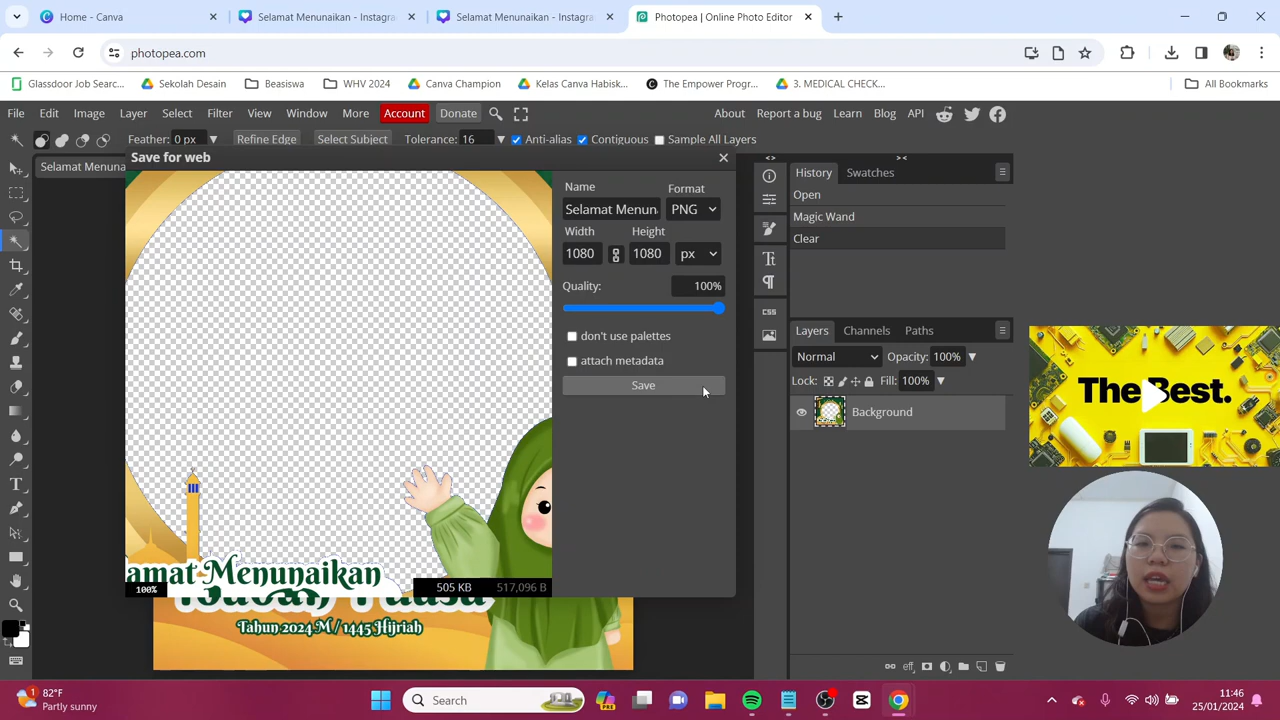 Home - Canva
Selamat Menunaikan - Instagra
Selamat Menunaikan - Instagra
Photopea | Online Photo Editor
photopea.com
Glassdoor Job Searc...
Sekolah Desain
Beasiswa
WHV 2024
Canva Champion
Kelas Canva Habisk...
The Empower Progr...
3. MEDICAL CHECK...
All Bookmarks
File Edit Image Layer Select Filter View Window More Account Donate
About Report a bug Learn Blog API
Feather: 0 px Refine Edge Select Subject Tolerance: 16 Anti-alias Contiguous Sample All Layers
Selamat Menuna
Save for web
Name
Format
Selamat Menun
PNG
Width
Height
1080
1080
px
Quality:
100%
don't use palettes
attach metadata
Save
100%
505 KB
517,096 B
amat Menunaikan
Tahun 2024 M / 1445 Hijriah
History
Swatches
Open
Magic Wand
Clear
CSS
Layers
Channels
Paths
Normal
Opacity: 100%
Lock:
Fill: 100%
Background
eff
The Best.
1
82°F
Partly sunny
Search
PRE
11:46
25/01/2024